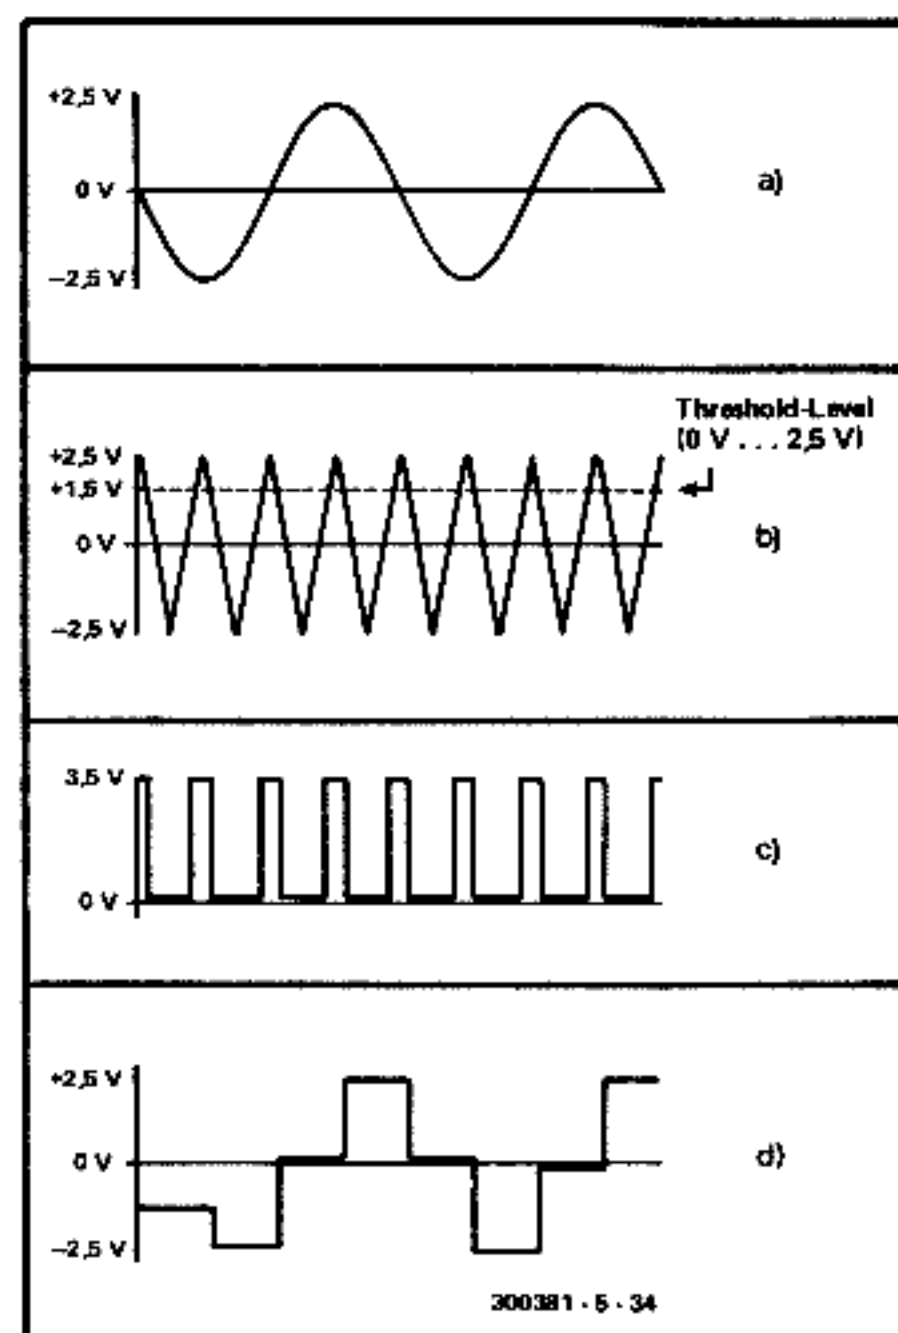 +2,5 V
0 V
−2,5 V
a)
Threshold-Level
(0 V ... 2,5 V)
+2,5 V
+1,5 V
0 V
−2,5 V
b)
3,5 V
0 V
c)
+2,5 V
0 V
−2,5 V
d)
300381 - 5 - 34